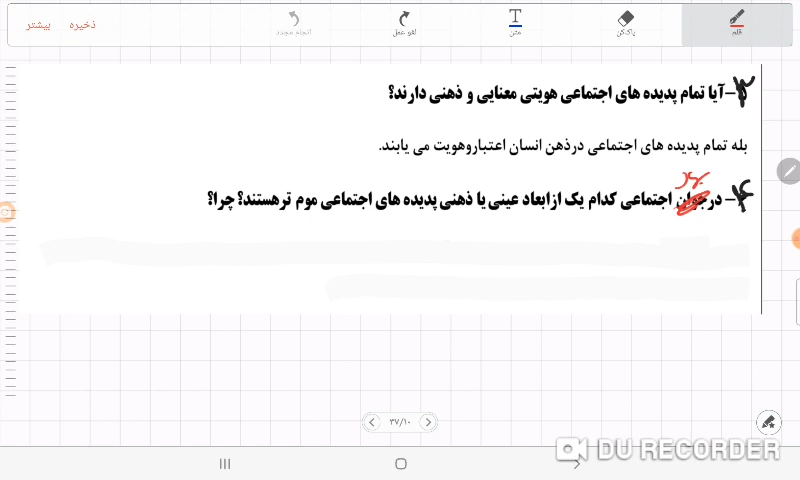 ذخیره
بیشتر
انجام مجدد
لغو عمل
متن
پاک‌کن
قلم
۳-آیا تمام پدیده های اجتماعی هویتی معنایی و ذهنی دارند؟
بله تمام پدیده های اجتماعی درذهن انسان اعتباروهویت می یابند.
۴- درجهان اجتماعی کدام یک ازابعاد عینی یا ذهنی پدیده های اجتماعی موم ترهستند؟ چرا؟
۳۷/۱۰
DU RECORDER